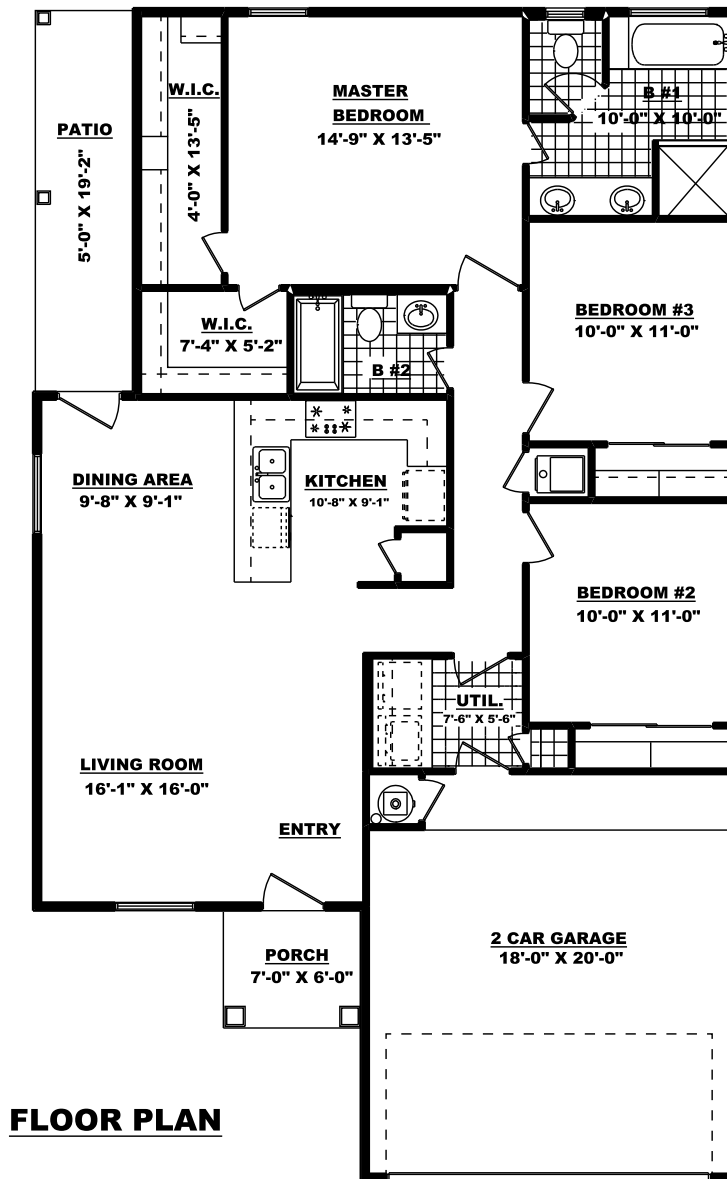 W.I.C.
4'-0" X 13'-5"
MASTER
BEDROOM
14'-9" X 13'-5"
B #1
10'-0" X 10'-0"
PATIO
5'-0" X 19'-2"
W.I.C.
7'-4" X 5'-2"
B #2
BEDROOM #3
10'-0" X 11'-0"
DINING AREA
9'-8" X 9'-1"
KITCHEN
10'-8" X 9'-1"
BEDROOM #2
10'-0" X 11'-0"
UTIL.
7'-6" X 5'-6"
LIVING ROOM
16'-1" X 16'-0"
ENTRY
PORCH
7'-0" X 6'-0"
2 CAR GARAGE
18'-0" X 20'-0"
FLOOR PLAN